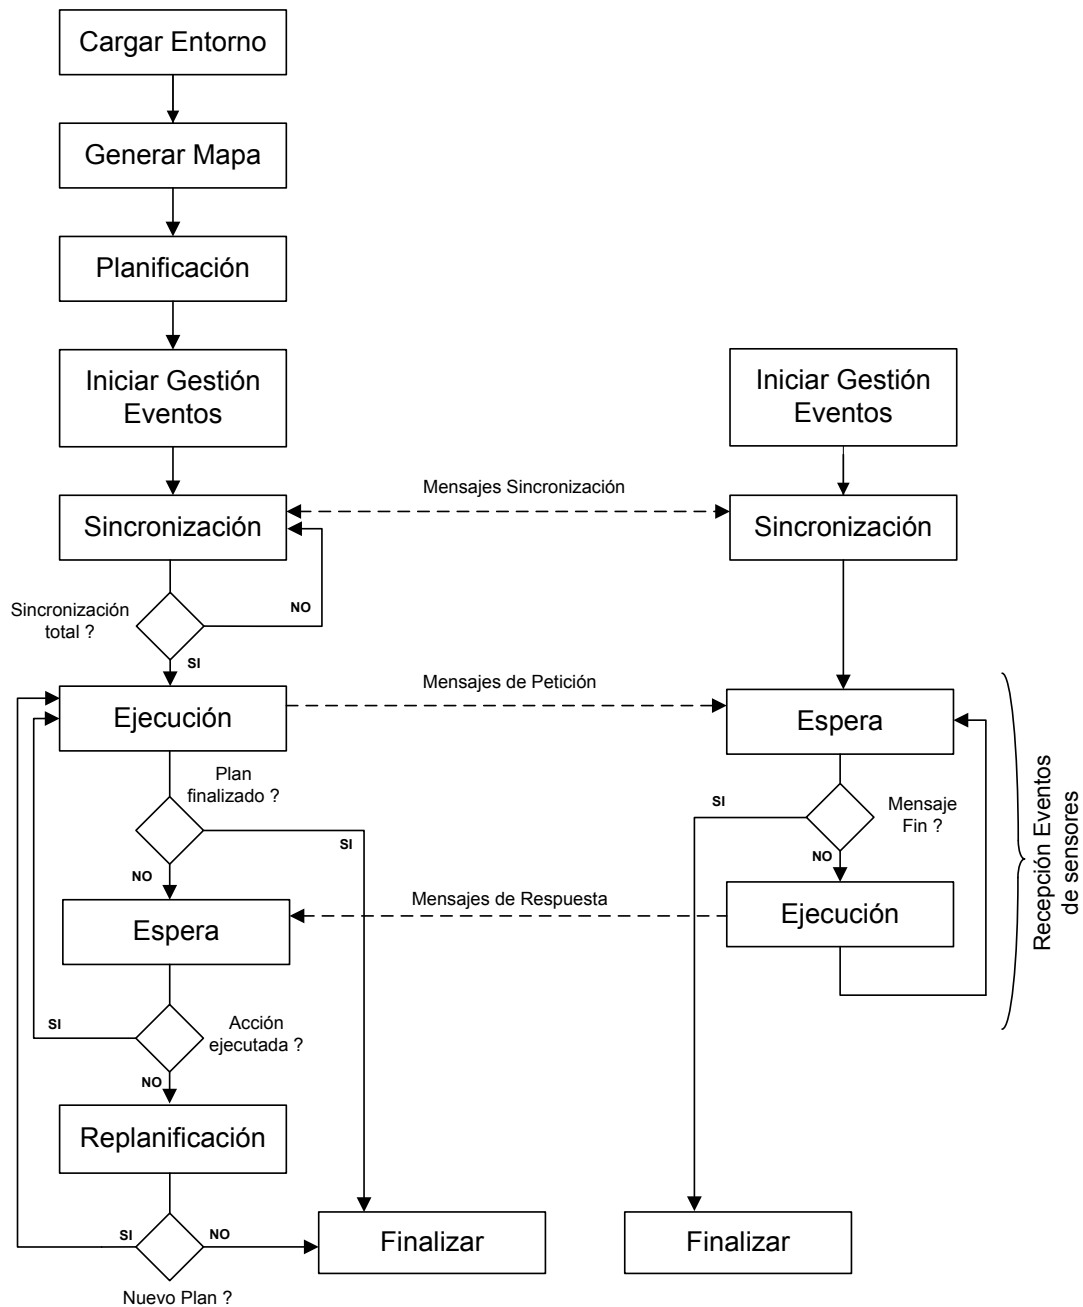 Cargar Entorno
Generar Mapa
Planificación
Iniciar Gestión
Eventos
Iniciar Gestión
Eventos
Mensajes Sincronización
Sincronización
Sincronización
Sincronización
total ?
NO
SI
Mensajes de Petición
Ejecución
Espera
Plan
finalizado ?
SI
Mensaje
Fin ?
SI
NO
NO
Recepción Eventos
de sensores
Mensajes de Respuesta
Espera
Ejecución
SI
Acción
ejecutada ?
NO
Replanificación
SI
NO
Finalizar
Finalizar
Nuevo Plan ?